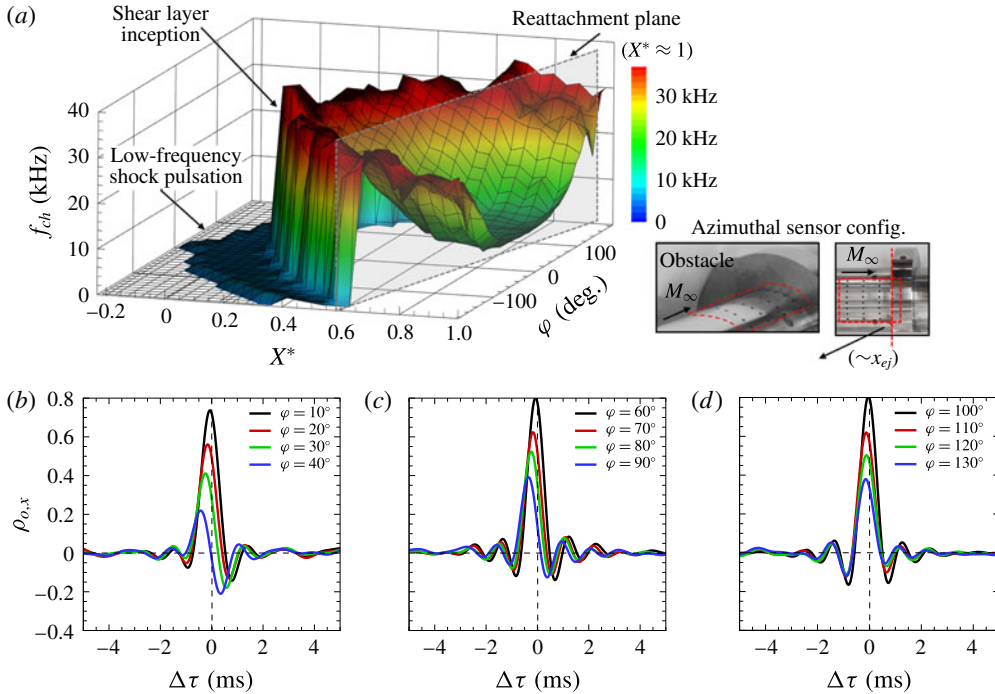 (a)
Shear layer
inception
Reattachment plane
(X* ≈ 1)
Low-frequency
shock pulsation
f_ch (kHz)
40
30
20
10
0
−0.2
0
0.2
0.4
0.6
0.8
1.0
X*
−100
0
100
φ (deg.)
30 kHz
20 kHz
10 kHz
0
Azimuthal sensor config.
Obstacle
M∞
M∞
(~x_ej)
(b)
φ = 10°
φ = 20°
φ = 30°
φ = 40°
ρ_o,x
0.8
0.6
0.4
0.2
0
−0.2
−0.4
−4
−2
0
2
4
Δτ (ms)
(c)
φ = 60°
φ = 70°
φ = 80°
φ = 90°
−4
−2
0
2
4
Δτ (ms)
(d)
φ = 100°
φ = 110°
φ = 120°
φ = 130°
−4
−2
0
2
4
Δτ (ms)